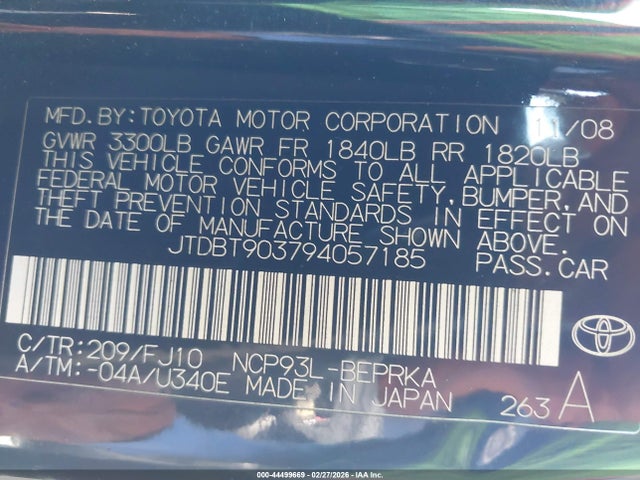 MFD.BY:TOYOTA MOTOR CORPORATION 11/08
GVWR 3300LB GAWR FR 1840LB RR 1820LB
THIS VEHICLE CONFORMS TO ALL APPLICABLE
FEDERAL MOTOR VEHICLE SAFETY,BUMPER,AND
THEFT PREVENTION STANDARDS IN EFFECT ON
THE DATE OF MANUFACTURE SHOWN ABOVE.
JTDBT903794057185 PASS.CAR
C/TR:209/FJ10 NCP93L-BEPRKA
A/TM:-04A/U340E MADE IN JAPAN 263 A
000-44499669 - 02/27/2026 - IAA Inc.